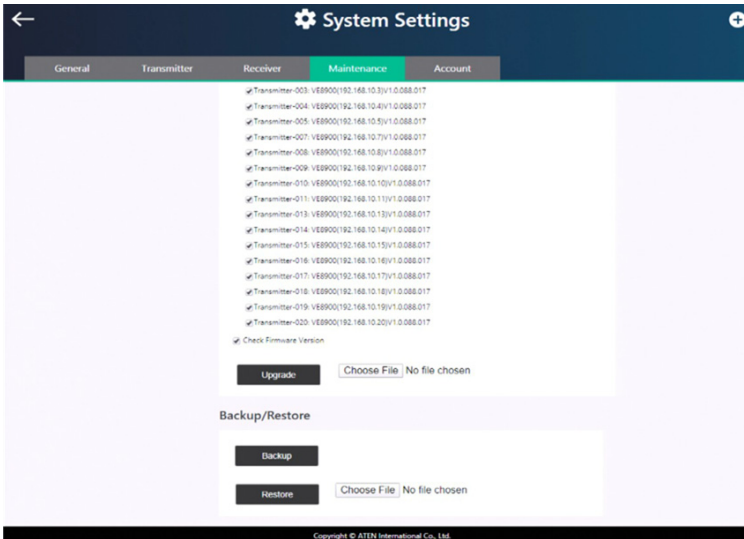 System Settings
General Transmitter Receiver Maintenance Account
Transmitter-003: VE8900(192.168.10.3)V1.0.088.017
Transmitter-004: VE8900(192.168.10.4)V1.0.088.017
Transmitter-005: VE8900(192.168.10.5)V1.0.088.017
Transmitter-007: VE8900(192.168.10.7)V1.0.088.017
Transmitter-008: VE8900(192.168.10.8)V1.0.088.017
Transmitter-009: VE8900(192.168.10.9)V1.0.088.017
Transmitter-010: VE8900(192.168.10.10)V1.0.088.017
Transmitter-011: VE8900(192.168.10.11)V1.0.088.017
Transmitter-013: VE8900(192.168.10.13)V1.0.088.017
Transmitter-014: VE8900(192.168.10.14)V1.0.088.017
Transmitter-015: VE8900(192.168.10.15)V1.0.088.017
Transmitter-016: VE8900(192.168.10.16)V1.0.088.017
Transmitter-017: VE8900(192.168.10.17)V1.0.088.017
Transmitter-018: VE8900(192.168.10.18)V1.0.088.017
Transmitter-019: VE8900(192.168.10.19)V1.0.088.017
Transmitter-020: VE8900(192.168.10.20)V1.0.088.017
Check Firmware Version
Upgrade Choose File No file chosen
Backup/Restore
Backup
Restore Choose File No file chosen
Copyright © ATEN International Co., Ltd.